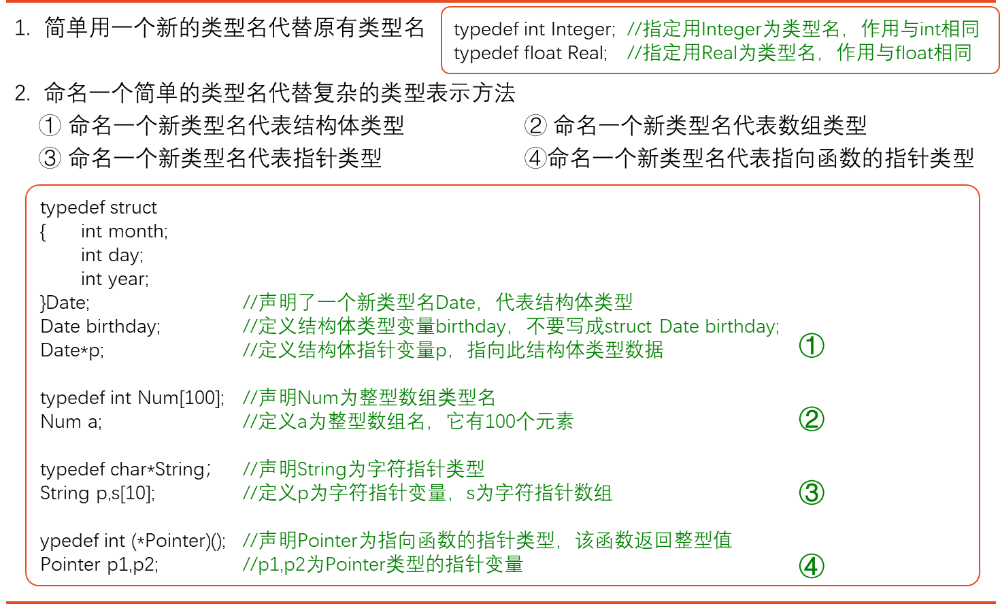 1. 简单用一个新的类型名代替原有类型名
typedef int Integer; //指定用Integer为类型名，作用与int相同
typedef float Real; //指定用Real为类型名，作用与float相同
2. 命名一个简单的类型名代替复杂的类型表示方法
① 命名一个新类型名代表结构体类型
② 命名一个新类型名代表数组类型
③ 命名一个新类型名代表指针类型
④命名一个新类型名代表指向函数的指针类型
typedef struct
{ int month;
int day;
int year;
}Date; //声明了一个新类型名Date，代表结构体类型
Date birthday; //定义结构体类型变量birthday，不要写成struct Date birthday;
Date*p; //定义结构体指针变量p，指向此结构体类型数据
①
typedef int Num[100]; //声明Num为整型数组类型名
Num a; //定义a为整型数组名，它有100个元素
②
typedef char*String； //声明String为字符指针类型
String p,s[10]; //定义p为字符指针变量，s为字符指针数组
③
ypedef int (*Pointer)(); //声明Pointer为指向函数的指针类型，该函数返回整型值
Pointer p1,p2; //p1,p2为Pointer类型的指针变量
④